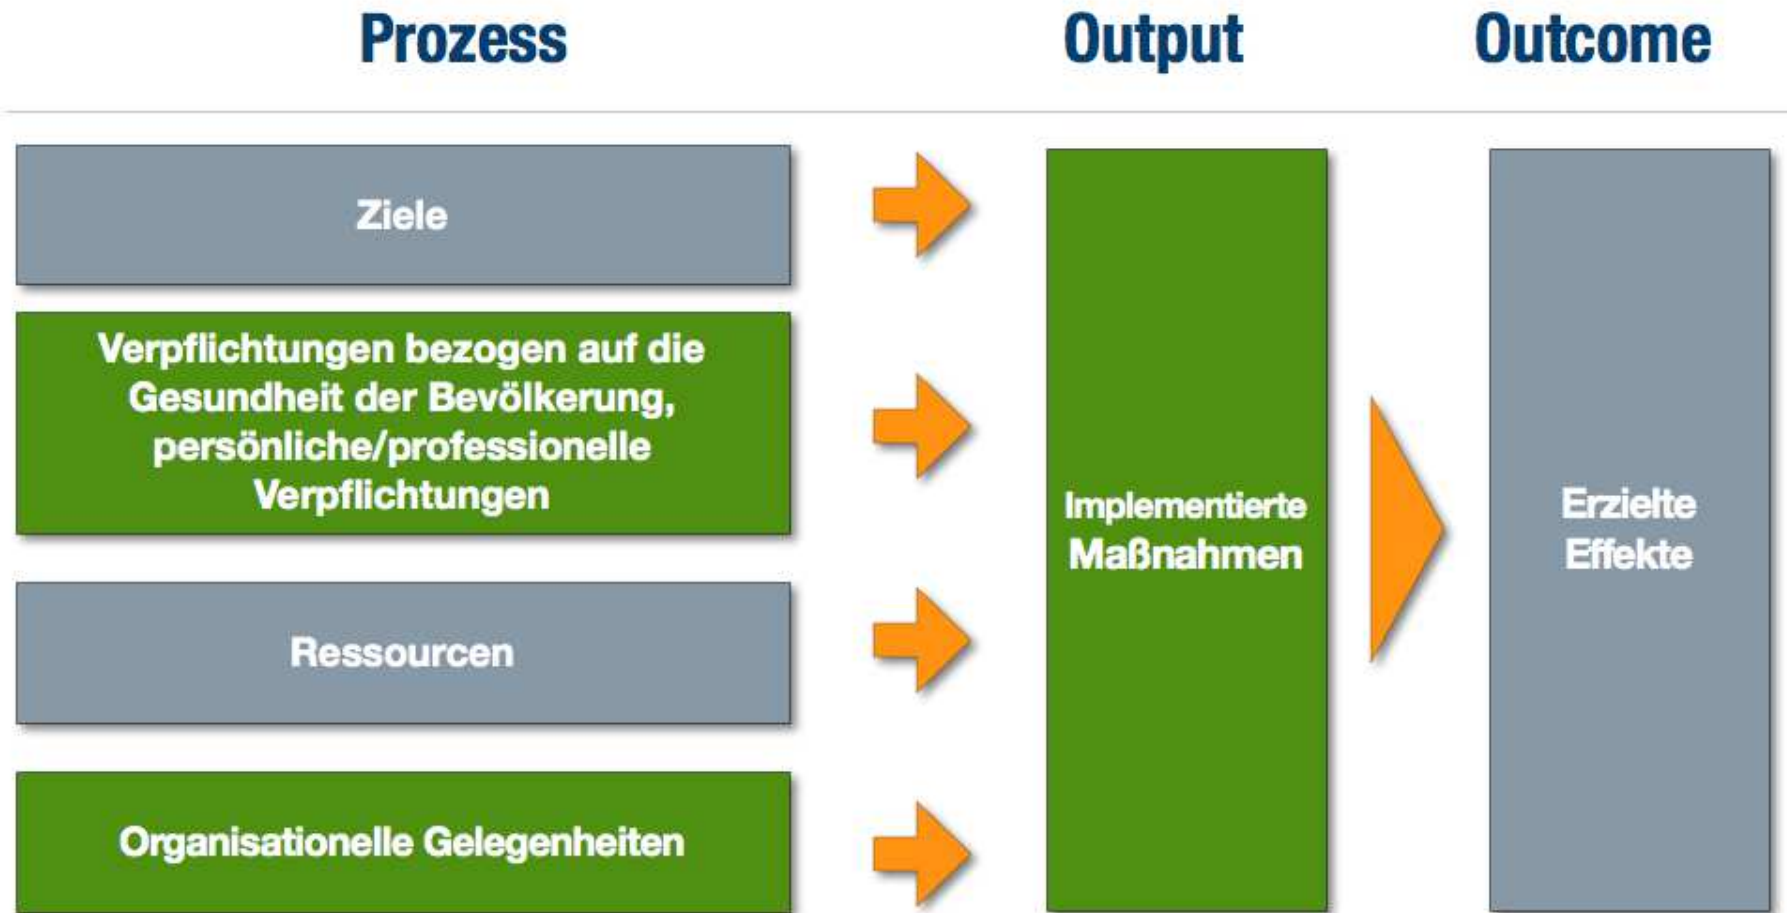 Prozess
Output
Outcome
Ziele
Verpflichtungen bezogen auf die
Gesundheit der Bevölkerung,
persönliche/professionelle
Verpflichtungen
Ressourcen
Organisationelle Gelegenheiten
Implementierte
Maßnahmen
Erzielte
Effekte